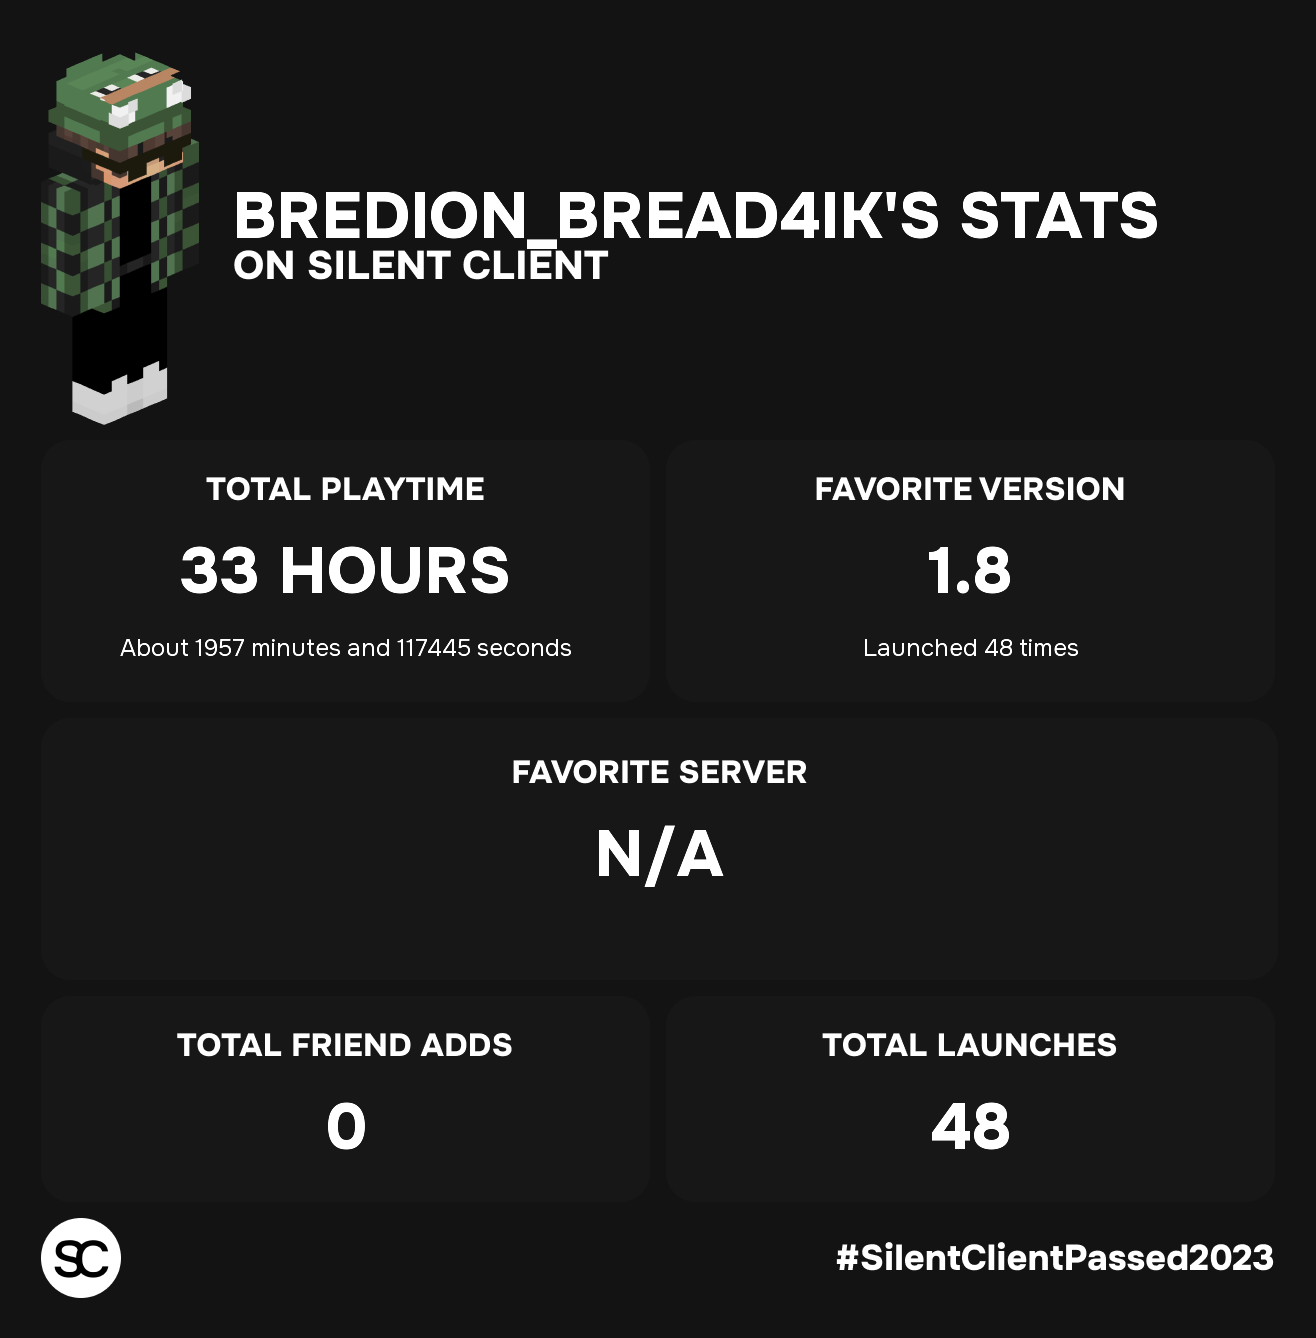 BREDION_BREAD4IK'S STATS
ON SILENT CLIENT
TOTAL PLAYTIME
33 HOURS
About 1957 minutes and 117445 seconds
FAVORITE VERSION
1.8
Launched 48 times
FAVORITE SERVER
N/A
TOTAL FRIEND ADDS
0
TOTAL LAUNCHES
48
SC
#SilentClientPassed2023